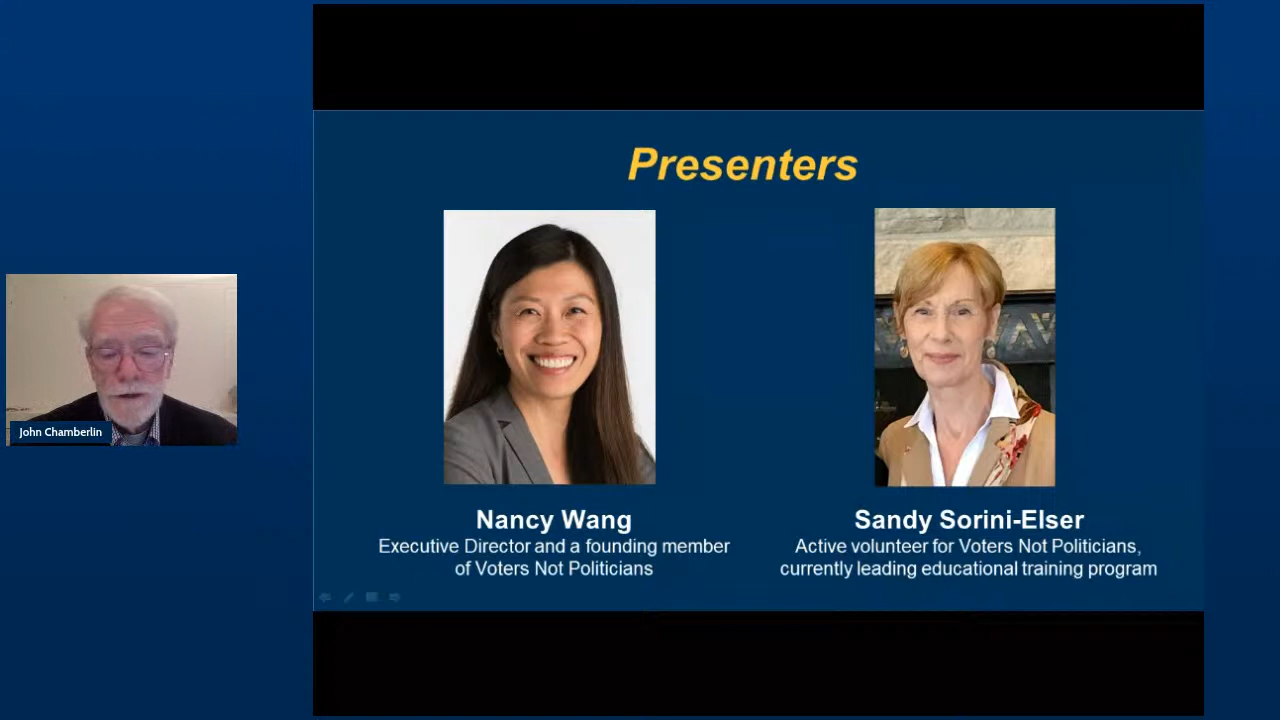 Presenters
John Chamberlin
Nancy Wang
Executive Director and a founding member
of Voters Not Politicians
Sandy Sorini-Elser
Active volunteer for Voters Not Politicians,
currently leading educational training program